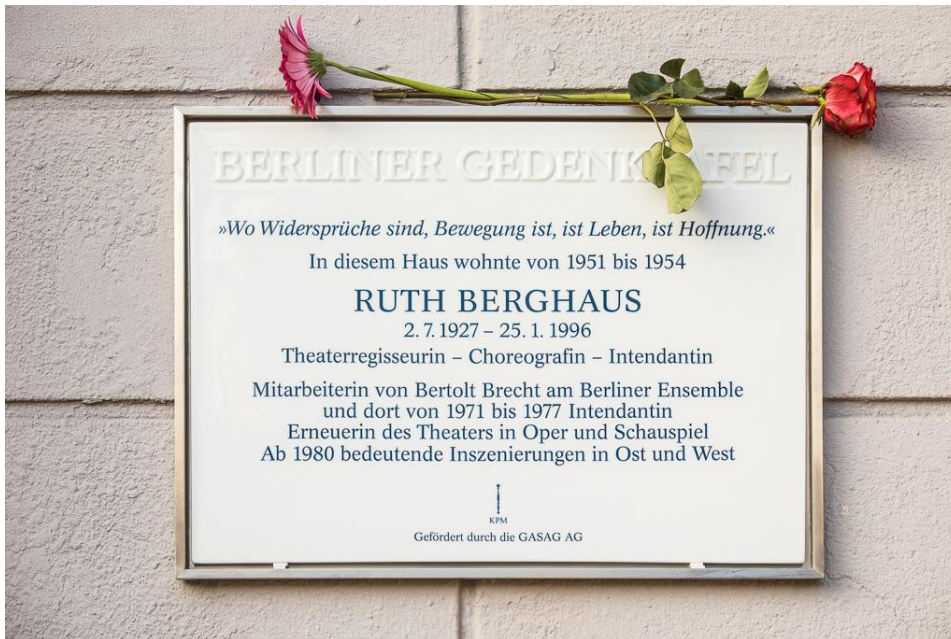 BERLINER GEDENKTAFEL
»Wo Widersprüche sind, Bewegung ist, ist Leben, ist Hoffnung.«
In diesem Haus wohnte von 1951 bis 1954
RUTH BERGHAUS
2. 7. 1927 – 25. 1. 1996
Theaterregisseurin – Choreografin – Intendantin
Mitarbeiterin von Bertolt Brecht am Berliner Ensemble
und dort von 1971 bis 1977 Intendantin
Erneuerin des Theaters in Oper und Schauspiel
Ab 1980 bedeutende Inszenierungen in Ost und West
KPM
Gefördert durch die GASAG AG